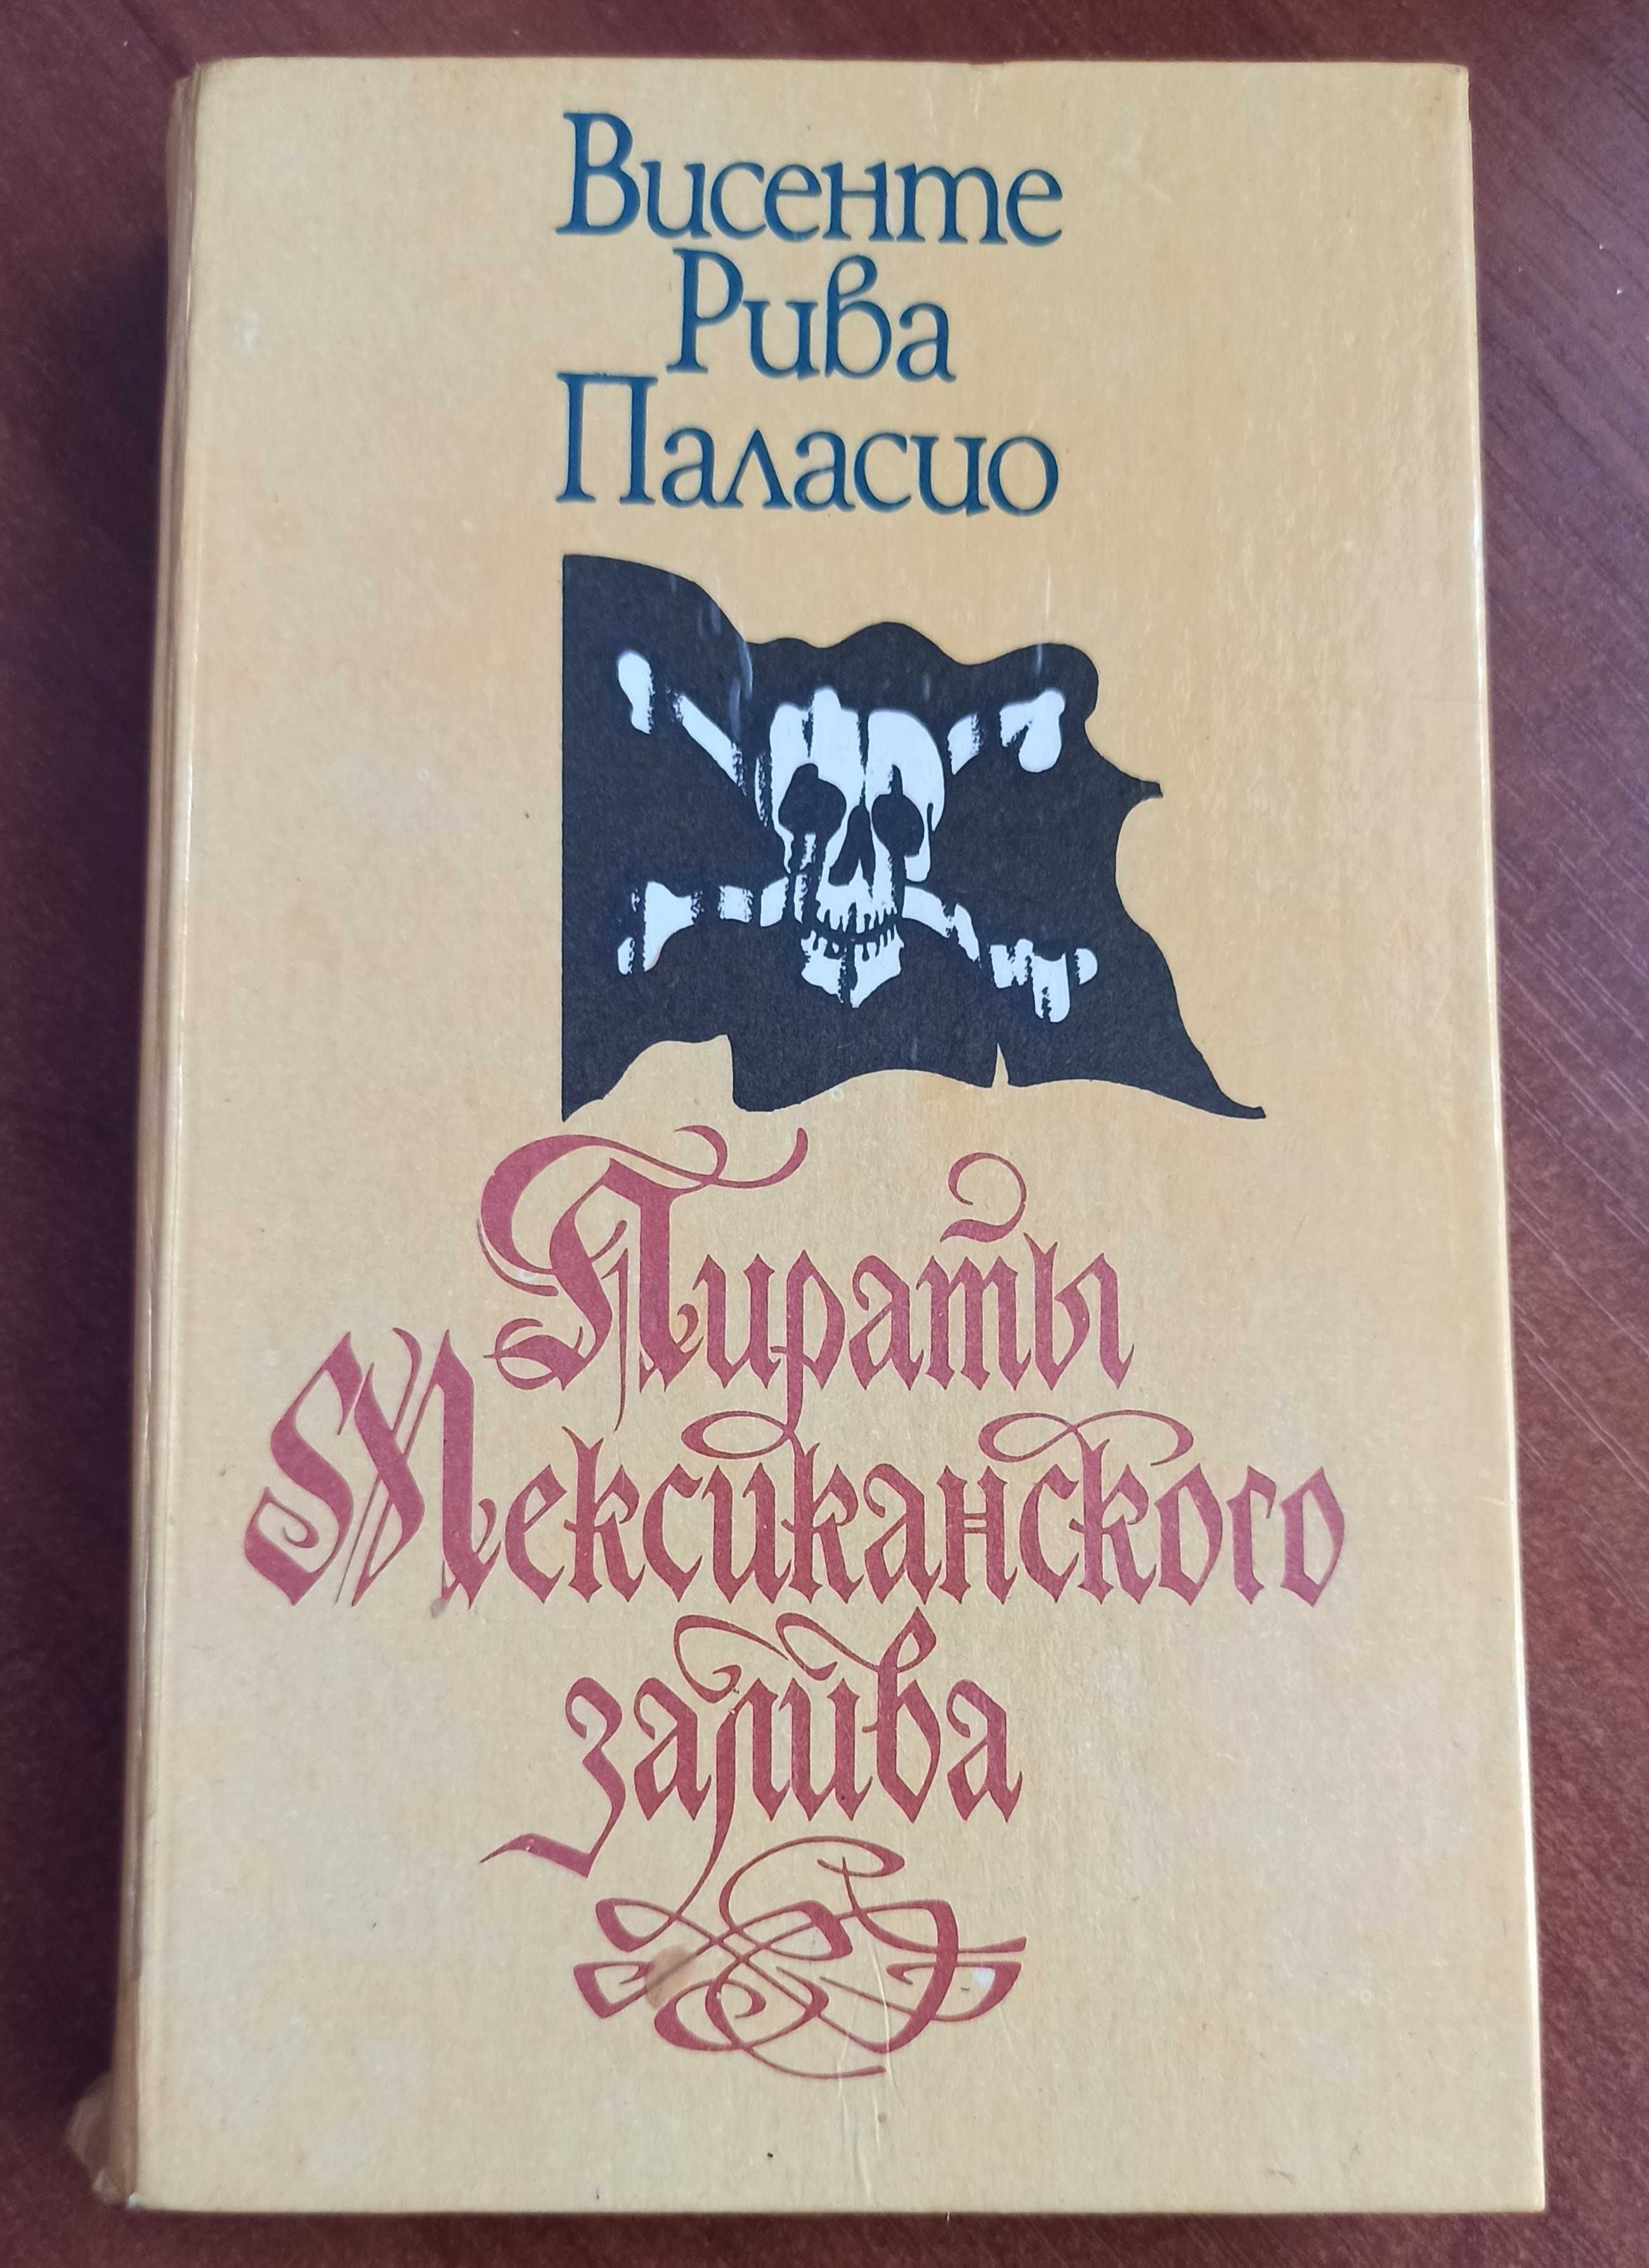 Висенте
Рива
Паласио
Пираты
Мексиканского
залива